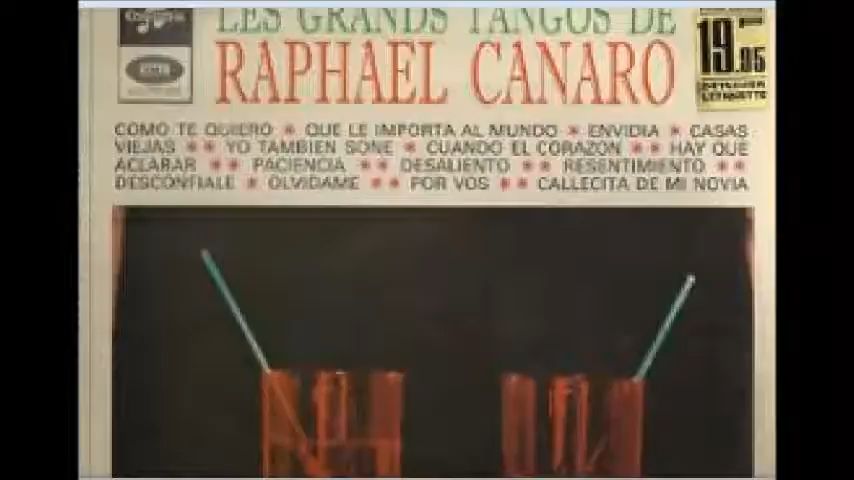 LES GRANDS TANGOS DE
RAPHAEL CANARO
19.95
COMO TE QUIERO * QUE LE IMPORTA AL MUNDO * ENVIDIA * CASAS
VIEJAS ** YO TAMBIEN SONE * CUANDO EL CORAZON ** HAY QUE
ACLARAR ** PACIENCIA ** DESALIENTO ** RESENTIMIENTO **
DESCONFIALE * OLVIDAME ** POR VOS ** CALLECITA DE MI NOVIA